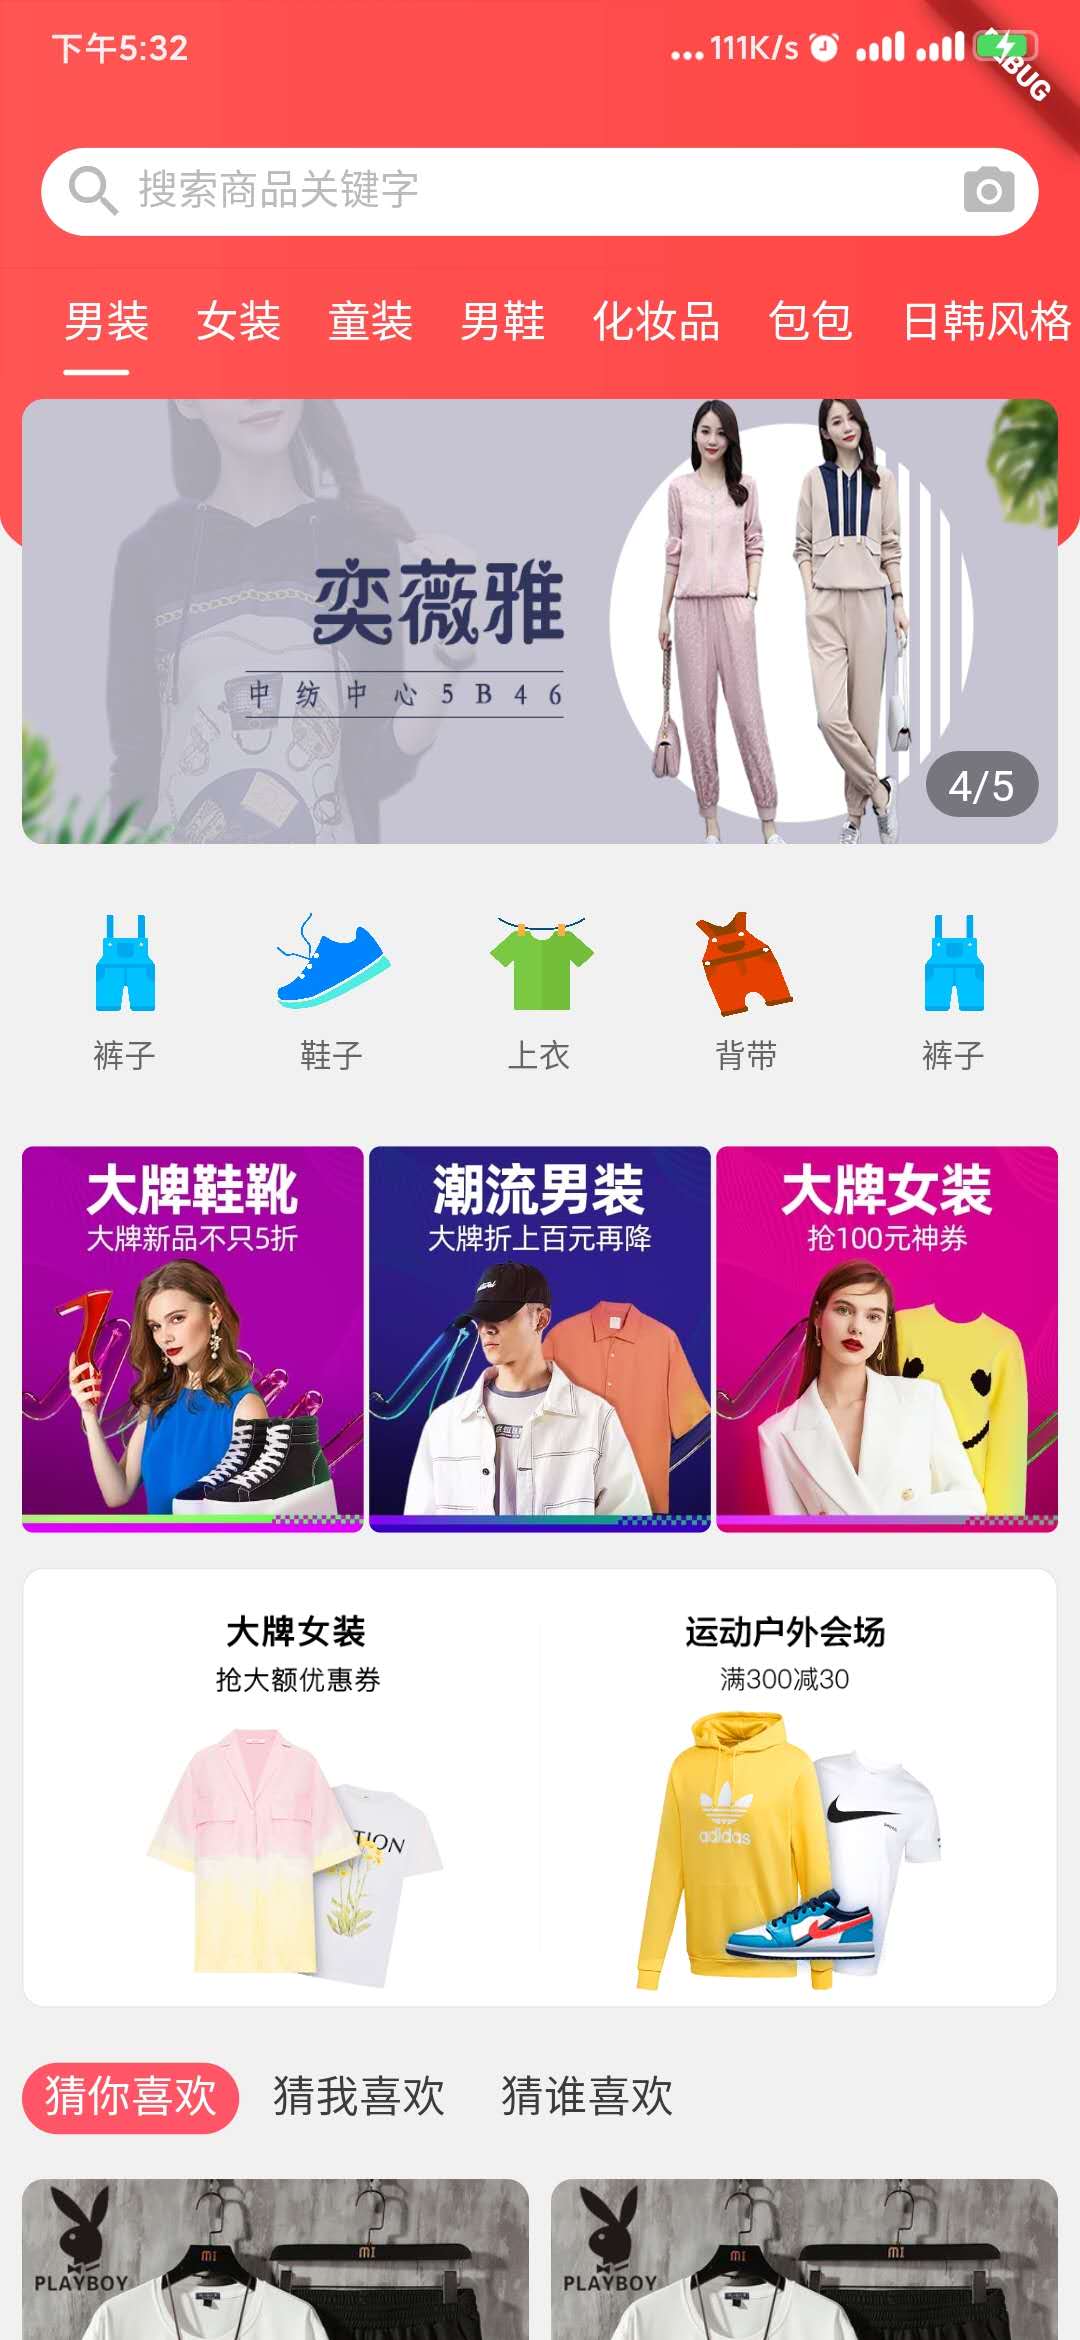 下午5:32
...111K/s
BUG
搜索商品关键字
男装 女装 童装 男鞋 化妆品 包包 日韩风格
奕薇雅
中纺中心5B46
4/5
裤子 鞋子 上衣 背带 裤子
大牌鞋靴
大牌新品不只5折
潮流男装
大牌折上百元再降
大牌女装
抢100元神券
大牌女装
抢大额优惠券
运动户外会场
满300减30
TION
adidas
猜你喜欢 猜我喜欢 猜谁喜欢
MI MI
PLAYBOY
MI MI
PLAYBOY